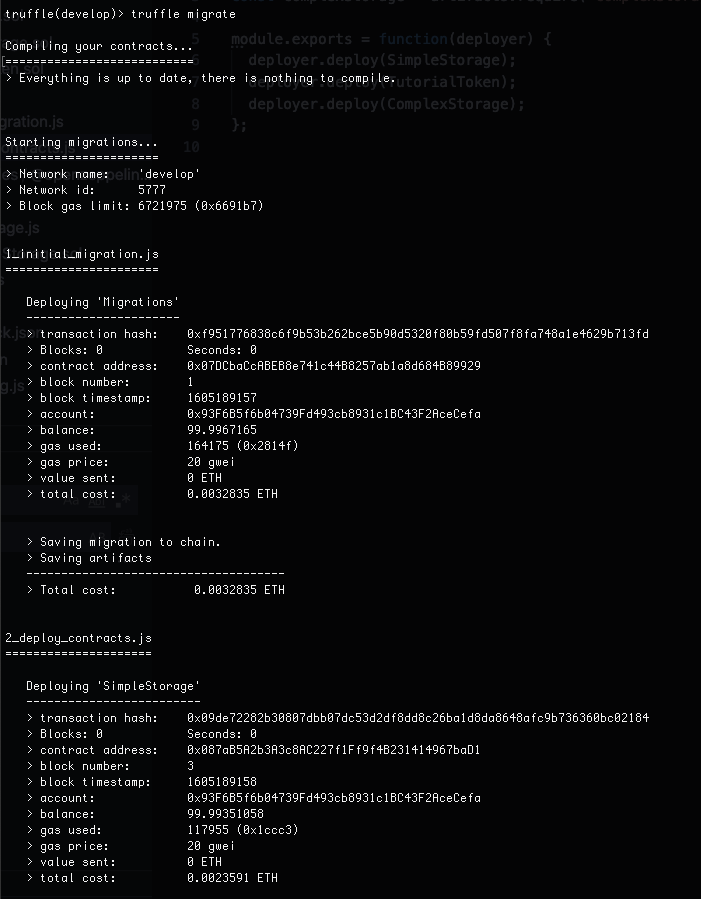 truffle(develop)> truffle migrate
Compiling your contracts...
===========================
> Everything is up to date, there is nothing to compile.
module.exports = function(deployer) {
deployer.deploy(SimpleStorage);
deployer.deploy(TutorialToken);
deployer.deploy(ComplexStorage);
};
5
8
9
10
Starting migrations...
======================
> Network name:    'develop'
> Network id:      5777
> Block gas limit: 6721975 (0x6691b7)
1_initial_migration.js
======================
Deploying 'Migrations'
----------------------
> transaction hash:    0xf951776838c6f9b53b262bce5b90d5320f80b59fd507f8fa748a1e4629b713fd
> Blocks: 0            Seconds: 0
> contract address:    0x07DCbaCcABEB8e741c44B8257ab1a8d684B89929
> block number:        1
> block timestamp:     1605189157
> account:             0x93F6B5f6b04739Fd493cb8931c1BC43F2AceCefa
> balance:             99.9967165
> gas used:            164175 (0x2814f)
> gas price:           20 gwei
> value sent:          0 ETH
> total cost:          0.0032835 ETH
> Saving migration to chain.
> Saving artifacts
-------------------------------------
> Total cost:           0.0032835 ETH
2_deploy_contracts.js
=====================
Deploying 'SimpleStorage'
-------------------------
> transaction hash:    0x09de72282b30807dbb07dc53d2df8dd8c26ba1d8da8648afc9b736360bc02184
> Blocks: 0            Seconds: 0
> contract address:    0x087aB5A2b3A3c8AC227f1Ff9f4B231414967baD1
> block number:        3
> block timestamp:     1605189158
> account:             0x93F6B5f6b04739Fd493cb8931c1BC43F2AceCefa
> balance:             99.99351058
> gas used:            117955 (0x1ccc3)
> gas price:           20 gwei
> value sent:          0 ETH
> total cost:          0.0023591 ETH